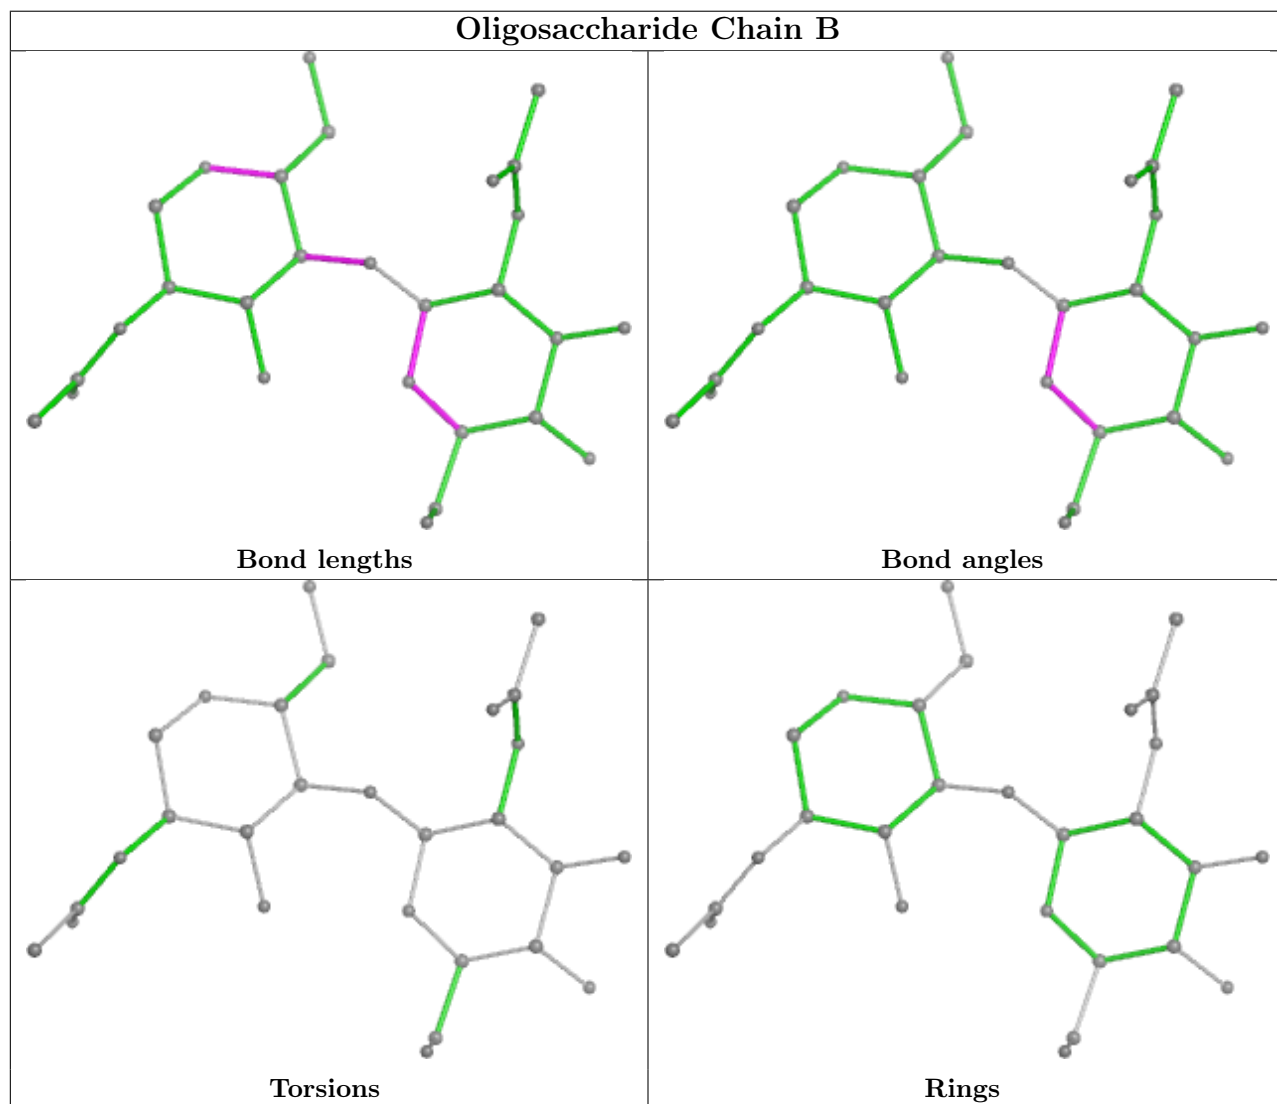 Oligosaccharide Chain B
Bond lengths
Bond angles
Torsions
Rings